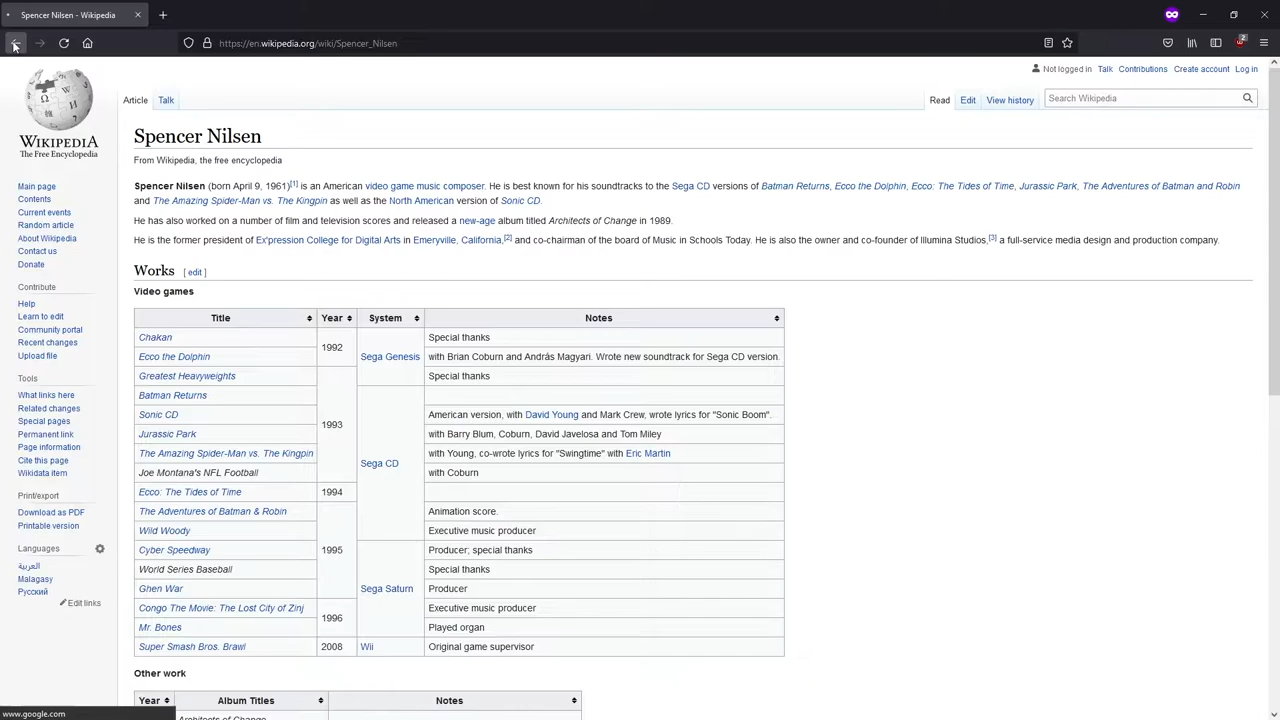 Spencer Nilsen - Wikipedia
https://en.wikipedia.org/wiki/Spencer_Nilsen
2
Not logged in Talk Contributions Create account Log in
Article Talk Read Edit View history Search Wikipedia
WIKIPEDIA
The Free Encyclopedia
Main page
Contents
Current events
Random article
About Wikipedia
Contact us
Donate
Contribute
Help
Learn to edit
Community portal
Recent changes
Upload file
Tools
What links here
Related changes
Special pages
Permanent link
Page information
Cite this page
Wikidata item
Print/export
Download as PDF
Printable version
Languages
العربية
Malagasy
Русский
Edit links
Spencer Nilsen
From Wikipedia, the free encyclopedia
Spencer Nilsen (born April 9, 1961)[1] is an American video game music composer. He is best known for his soundtracks to the Sega CD versions of Batman Returns, Ecco the Dolphin, Ecco: The Tides of Time, Jurassic Park, The Adventures of Batman and Robin
and The Amazing Spider-Man vs. The Kingpin as well as the North American version of Sonic CD.
He has also worked on a number of film and television scores and released a new-age album titled Architects of Change in 1989.
He is the former president of Ex'pression College for Digital Arts in Emeryville, California,[2] and co-chairman of the board of Music in Schools Today. He is also the owner and co-founder of Illumina Studios,[3] a full-service media design and production company.
Works [ edit ]
Video games
Title Year System Notes
Chakan 1992 Sega Genesis Special thanks
Ecco the Dolphin with Brian Coburn and András Magyari. Wrote new soundtrack for Sega CD version.
Greatest Heavyweights 1993 Special thanks
Batman Returns Sega CD
Sonic CD American version, with David Young and Mark Crew, wrote lyrics for "Sonic Boom".
Jurassic Park with Barry Blum, Coburn, David Javelosa and Tom Miley
The Amazing Spider-Man vs. The Kingpin with Young, co-wrote lyrics for "Swingtime" with Eric Martin
Joe Montana's NFL Football with Coburn
Ecco: The Tides of Time 1994
The Adventures of Batman & Robin 1995 Animation score.
Wild Woody Executive music producer
Cyber Speedway Sega Saturn Producer; special thanks
World Series Baseball Special thanks
Ghen War Producer
Congo The Movie: The Lost City of Zinj 1996 Executive music producer
Mr. Bones Played organ
Super Smash Bros. Brawl 2008 Wii Original game supervisor
Other work
Year Album Titles Notes
Architects of Change
www.google.com